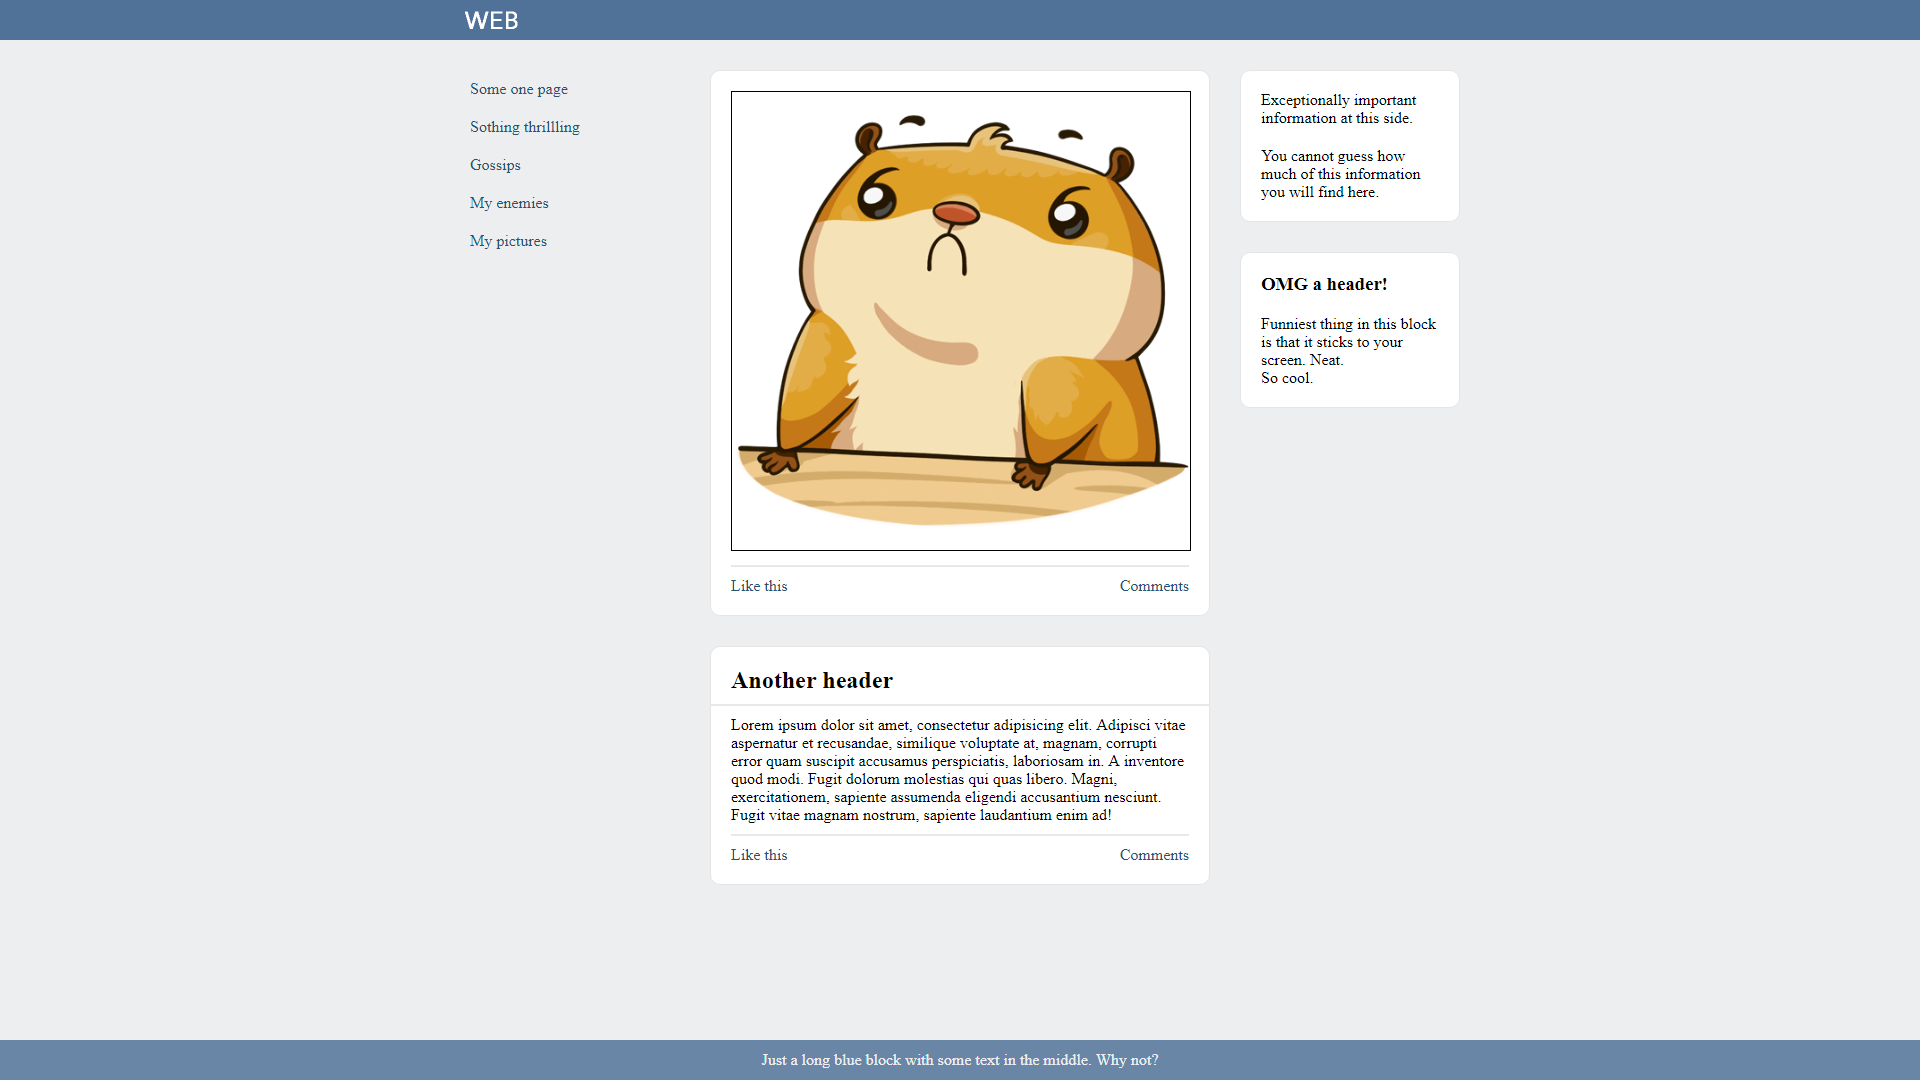 WEB
Some one page
Sothing thrillling
Gossips
My enemies
My pictures
Like this
Comments
Another header
Lorem ipsum dolor sit amet, consectetur adipisicing elit. Adipisci vitae
aspernatur et recusandae, similique voluptate at, magnam, corrupti
error quam suscipit accusamus perspiciatis, laboriosam in. A inventore
quod modi. Fugit dolorum molestias qui quas libero. Magni,
exercitationem, sapiente assumenda eligendi accusantium nesciunt.
Fugit vitae magnam nostrum, sapiente laudantium enim ad!
Like this
Comments
Exceptionally important
information at this side.
You cannot guess how
much of this information
you will find here.
OMG a header!
Funniest thing in this block
is that it sticks to your
screen. Neat.
So cool.
Just a long blue block with some text in the middle. Why not?